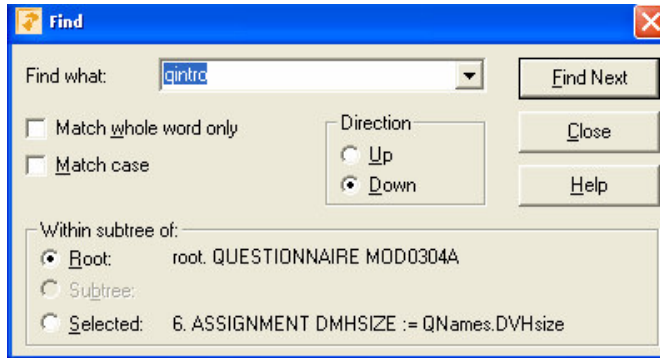 Find
Find what: qintro
Find Next
Match whole word only
Match case
Direction
Up
Down
Close
Help
Within subtree of:
Root: root. QUESTIONNAIRE MOD0304A
Subtree:
Selected: 6. ASSIGNMENT DMHSIZE := QNames.DVHsize